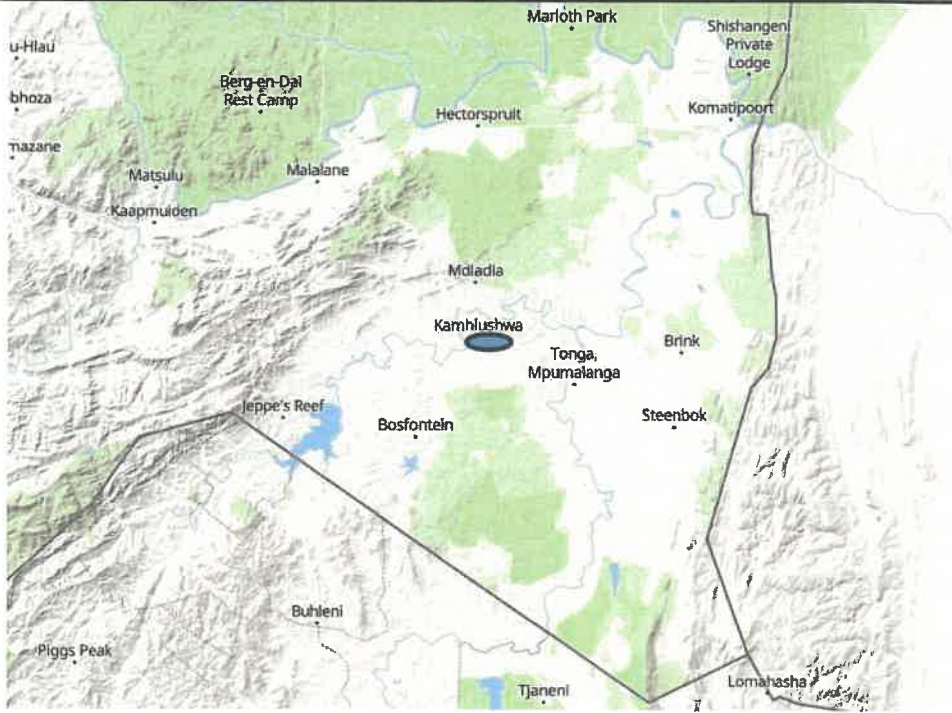 Marloth Park
Shishangeni
Private
Lodge
u-Hlau
Berg-en-Dal
Rest Camp
bhoza
Hectorspruit
Komatipoort
mazane
Matsulu
Malalane
Kaapmuiden
Mdladla
Kamhlushwa
Brink
Tonga,
Mpumalanga
Jeppe's Reef
Bosfontein
Steenbok
Buhleni
Piggs Peak
Tjaneni
Lomahasha